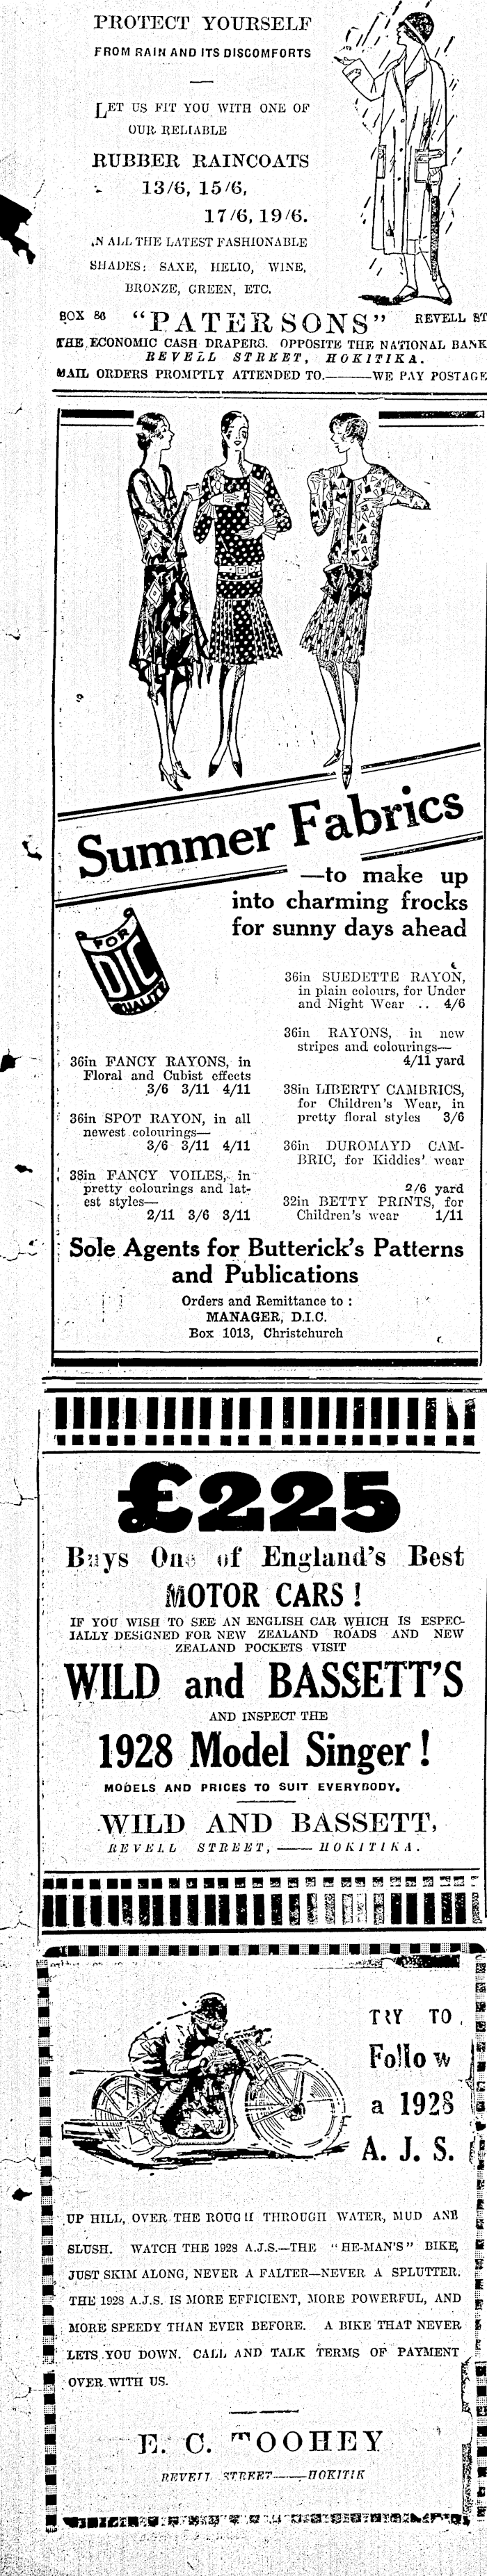 PROTECT YOURSELF
FROM RAIN AND ITS DISCOMFORTS
LET US FIT YOU WITH ONE OF
OUR RELIABLE
RUBBER RAINCOATS
13/6, 15/6,
17/6, 19/6.
IN ALL THE LATEST FASHIONABLE
SHADES: SAXE, HELIO, WINE,
BRONZE, GREEN, ETC.
BOX 86 "PATERSONS" REVELL ST
THE ECONOMIC CASH DRAPERS. OPPOSITE THE NATIONAL BANK
REVELL STREET, HOKITIKA.
MAIL ORDERS PROMPTLY ATTENDED TO.——WE PAY POSTAGE
Summer Fabrics
—to make up
into charming frocks
for sunny days ahead
FOR
DIC
QUALITY
36in FANCY RAYONS, in
Floral and Cubist effects
3/6 3/11 4/11
36in SPOT RAYON, in all
newest colourings—
3/6 3/11 4/11
38in FANCY VOILES, in
pretty colourings and lat-
est styles—
2/11 3/6 3/11
36in SUEDETTE RAYON,
in plain colours, for Under
and Night Wear .. 4/6
36in RAYONS, in new
stripes and colourings—
4/11 yard
38in LIBERTY CAMBRICS,
for Children's Wear, in
pretty floral styles 3/6
36in DUROMAYD CAM-
BRIC, for Kiddies' wear
2/6 yard
32in BETTY PRINTS, for
Children's wear 1/11
Sole Agents for Butterick's Patterns
and Publications
Orders and Remittance to :
MANAGER, D.I.C.
Box 1013, Christchurch
£225
Buys One of England's Best
MOTOR CARS !
IF YOU WISH TO SEE AN ENGLISH CAR WHICH IS ESPEC-
IALLY DESIGNED FOR NEW ZEALAND ROADS AND NEW
ZEALAND POCKETS VISIT
WILD and BASSETT'S
AND INSPECT THE
1928 Model Singer !
MODELS AND PRICES TO SUIT EVERYBODY.
WILD AND BASSETT,
REVELL STREET, —— HOKITIKA.
TRY TO
Follow
a 1928
A. J. S.
UP HILL, OVER THE ROUGH THROUGH WATER, MUD AND
SLUSH. WATCH THE 1928 A.J.S.—THE "HE-MAN'S" BIKE,
JUST SKIM ALONG, NEVER A FALTER—NEVER A SPLUTTER.
THE 1928 A.J.S. IS MORE EFFICIENT, MORE POWERFUL, AND
MORE SPEEDY THAN EVER BEFORE. A BIKE THAT NEVER
LETS YOU DOWN. CALL AND TALK TERMS OF PAYMENT
OVER WITH US.
E. C. TOOHEY
REVELL STREET——HOKITIK